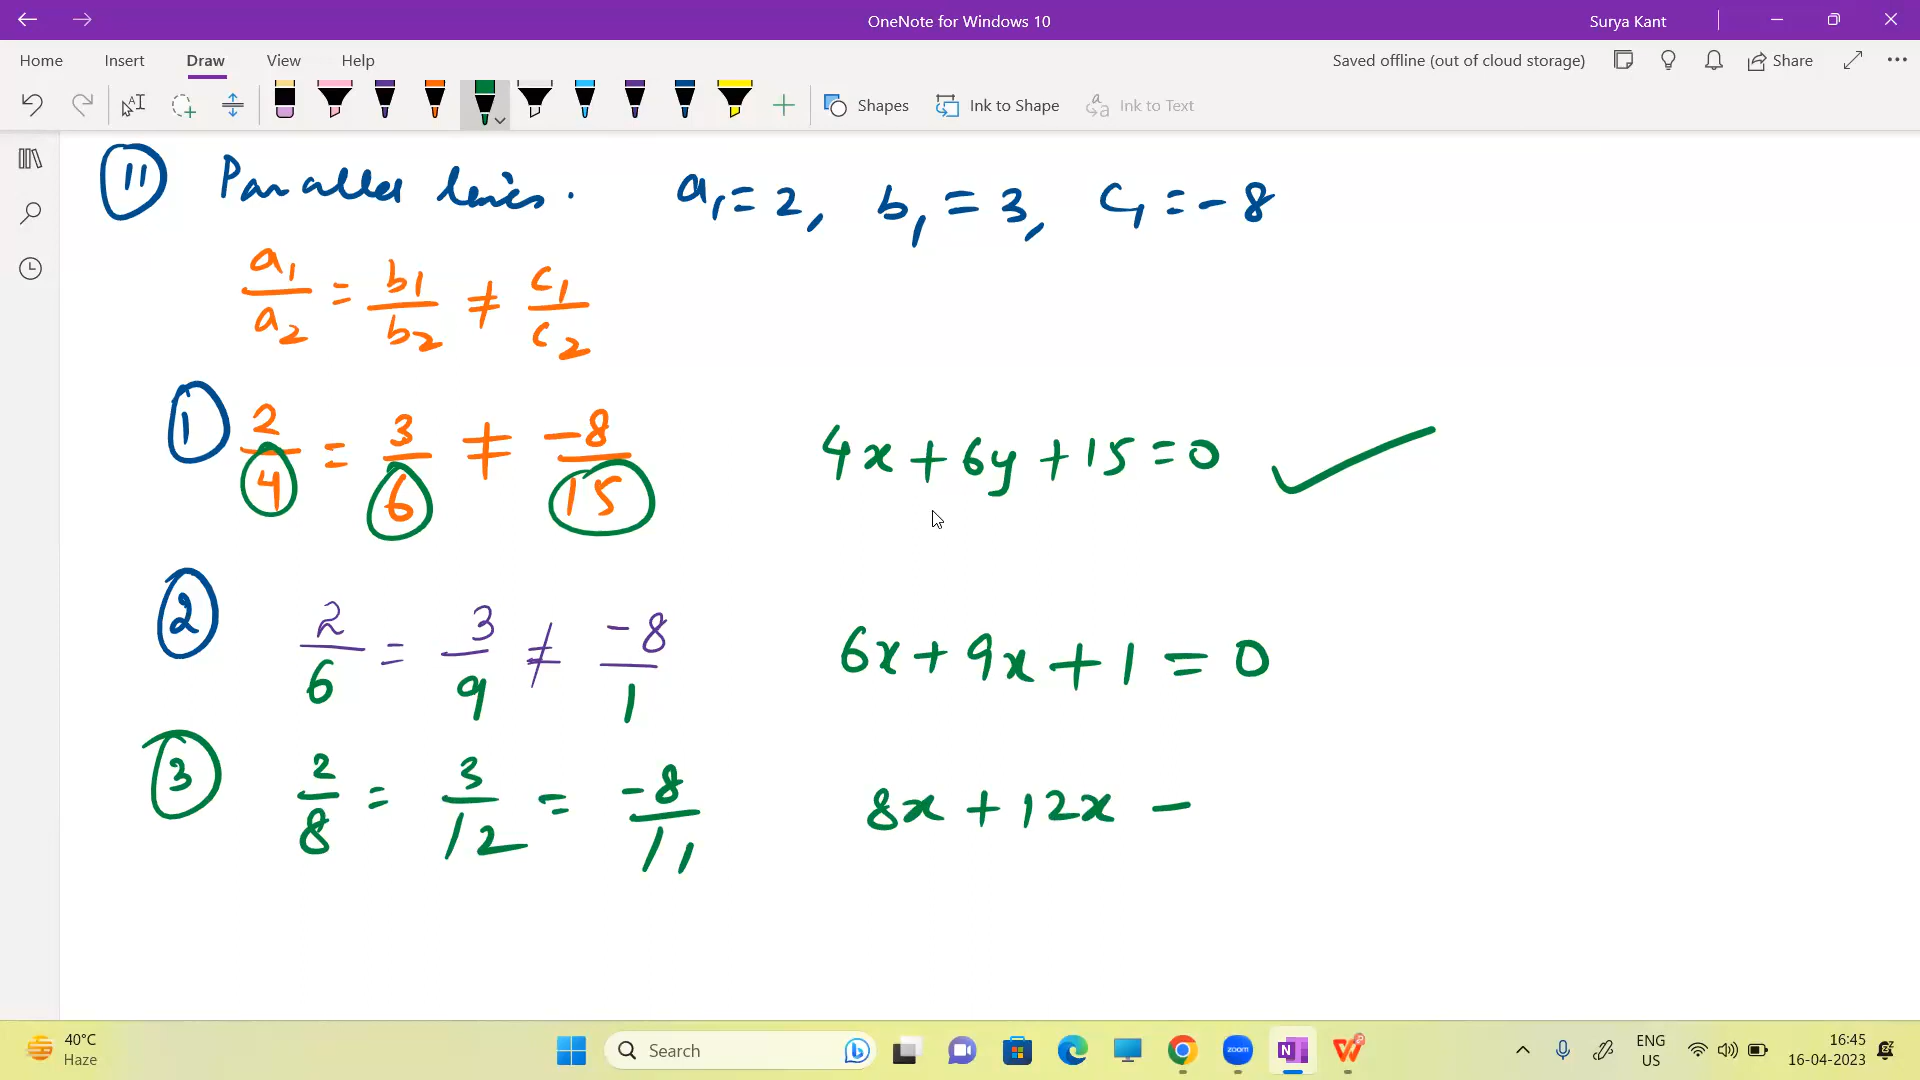 OneNote for Windows 10
Surya Kant
Home Insert Draw View Help
Saved offline (out of cloud storage)
Share
Shapes Ink to Shape Ink to Text
11 Parallel lines. a₁ = 2, b₁ = 3, c₁ = -8
a₁/a₂ = b₁/b₂ ≠ c₁/c₂
1 2/4 = 3/6 ≠ -8/15 4x + 6y + 15 = 0 ✓
2 2/6 = 3/9 ≠ -8/1 6x + 9x + 1 = 0
3 2/8 = 3/12 = -8/11 8x + 12x -
40°C
Haze
Search
zoom
ENG
US
16:45
16-04-2023